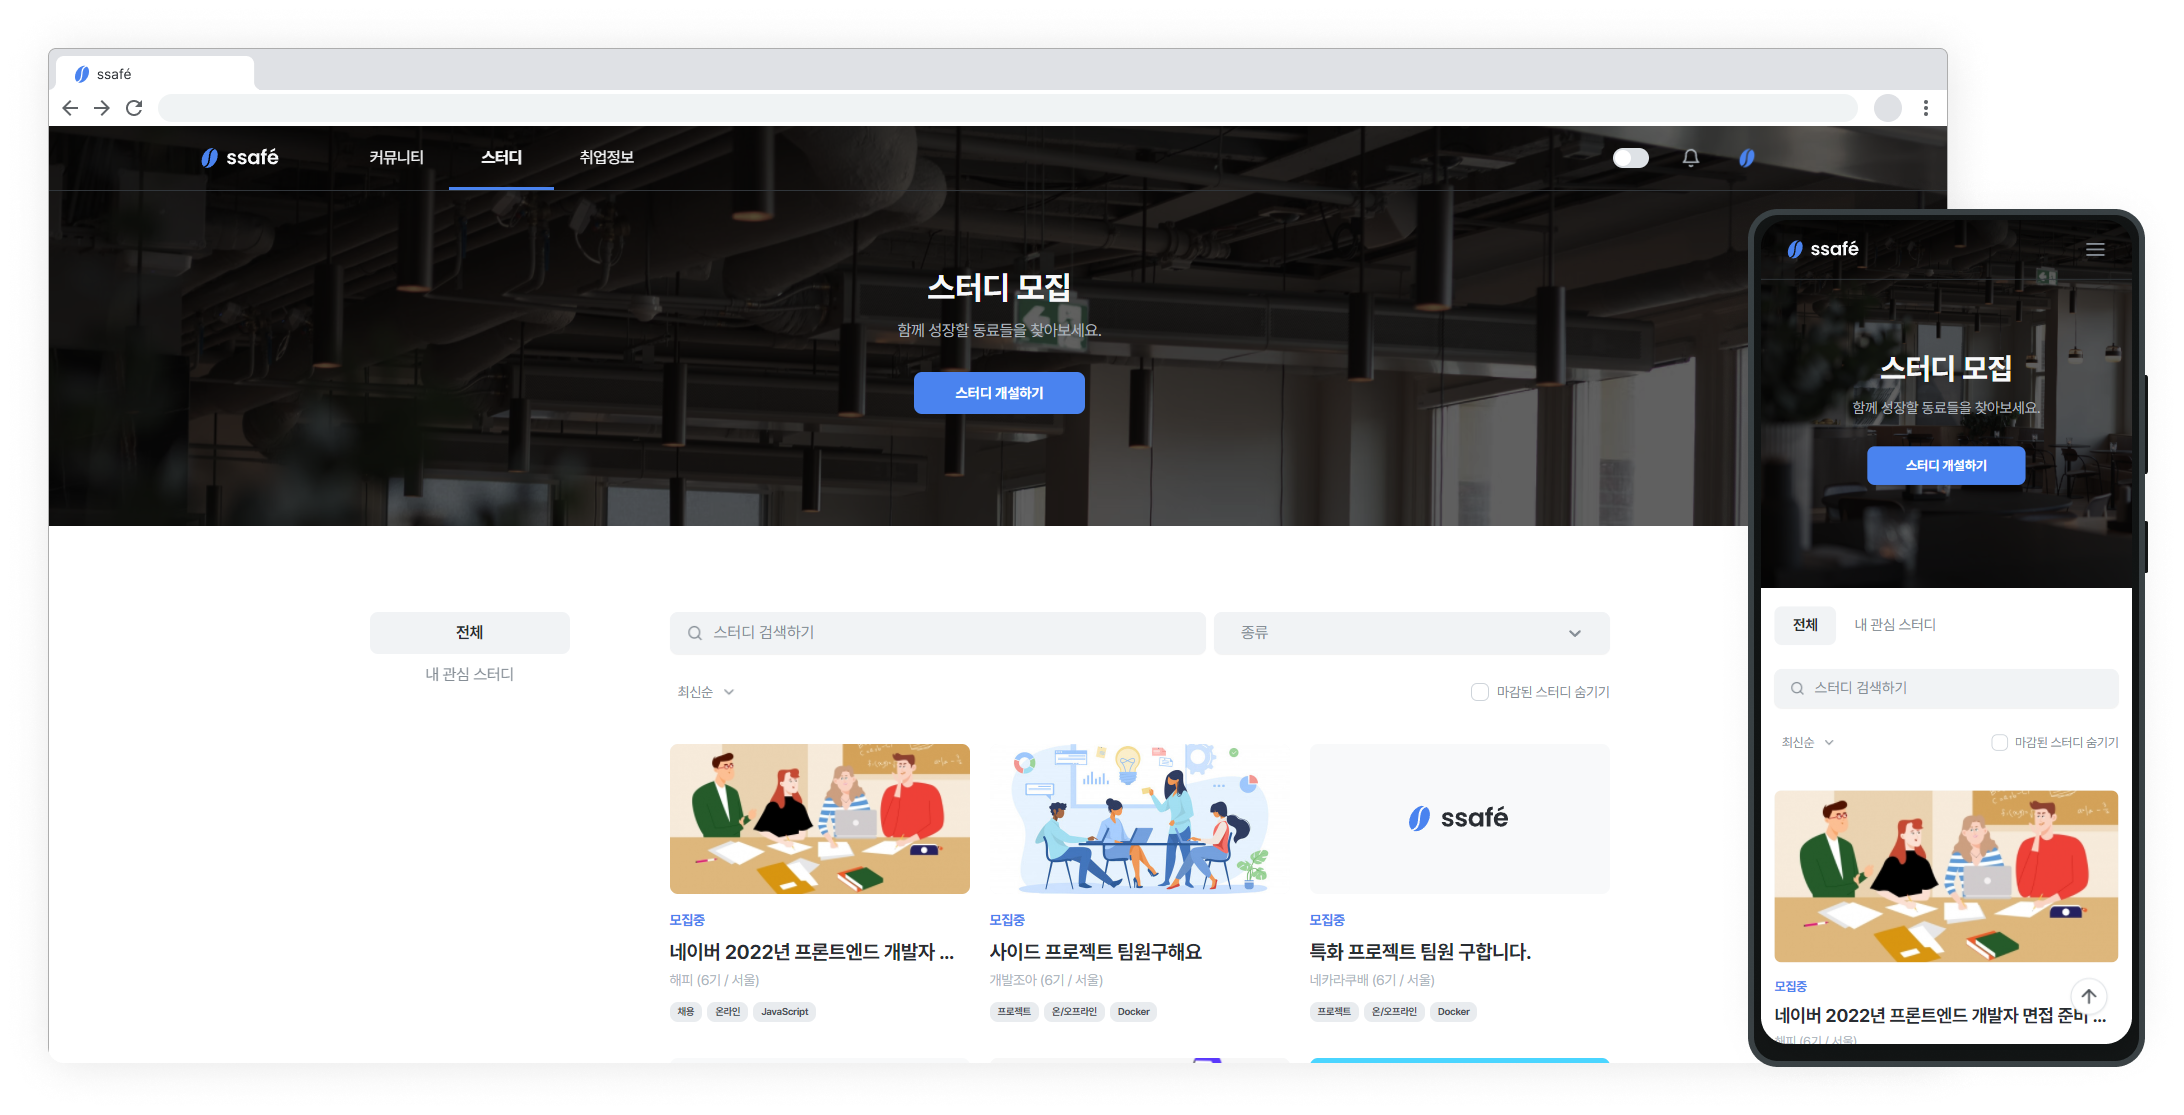 ssafé
ssafé
커뮤니티
스터디
취업정보
스터디 모집
함께 성장할 동료들을 찾아보세요.
스터디 개설하기
전체
내 관심 스터디
스터디 검색하기
종류
최신순
마감된 스터디 숨기기
ssafé
모집중
네이버 2022년 프론트엔드 개발자 ...
해피 (6기 / 서울)
채용
온라인
JavaScript
모집중
사이드 프로젝트 팀원구해요
개발조아 (6기 / 서울)
프로젝트
온/오프라인
Docker
모집중
특화 프로젝트 팀원 구합니다.
네카라쿠배 (6기 / 서울)
프로젝트
온/오프라인
Docker
ssafé
스터디 모집
함께 성장할 동료들을 찾아보세요.
스터디 개설하기
전체
내 관심 스터디
스터디 검색하기
최신순
마감된 스터디 숨기기
모집중
네이버 2022년 프론트엔드 개발자 면접 준비 ...
해피 (6기 / 서울)